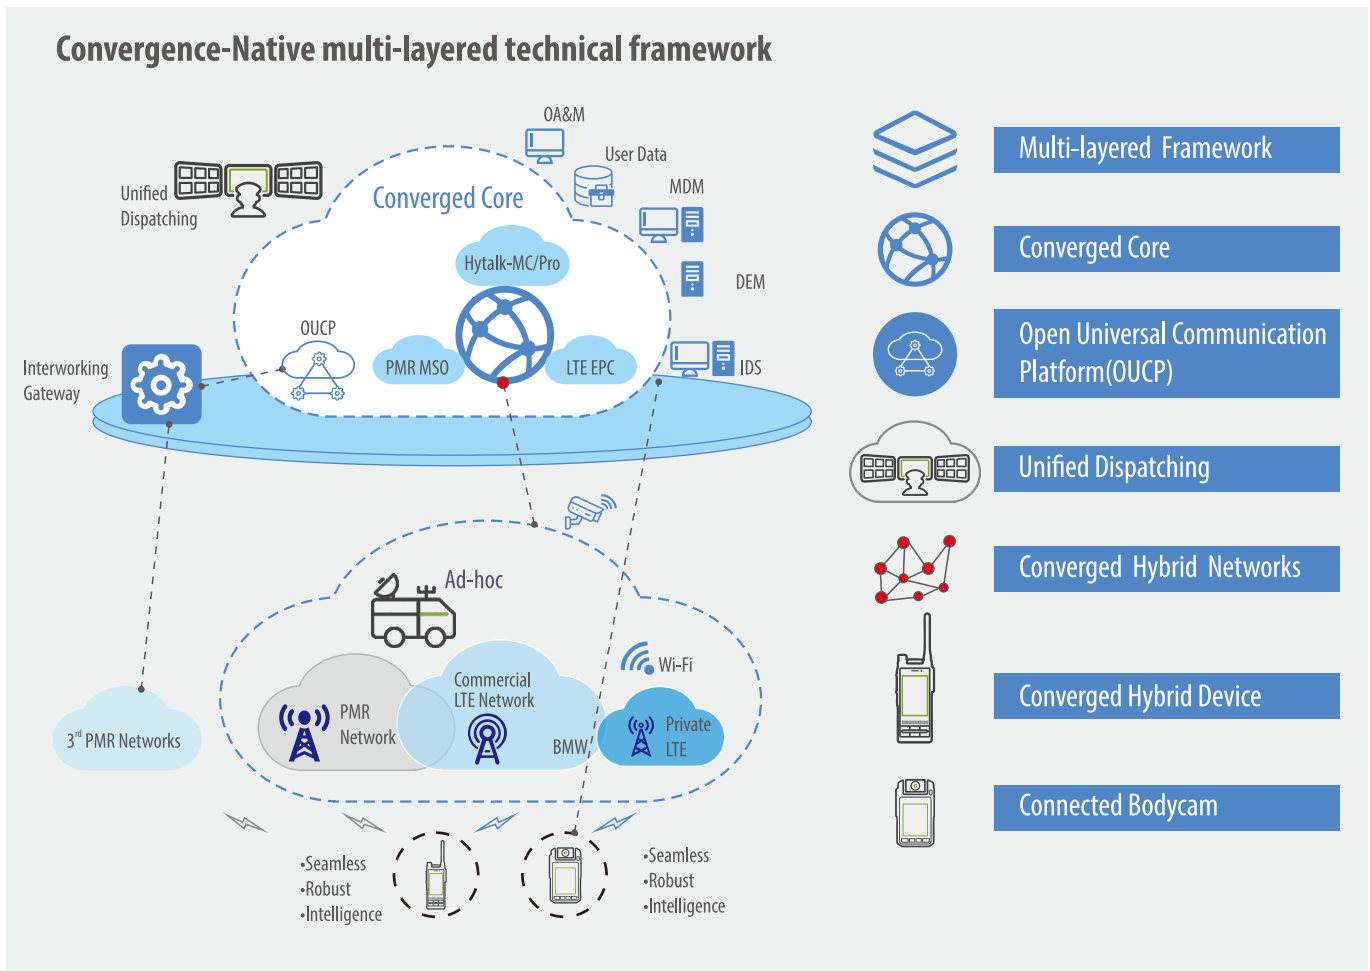 Convergence-Native multi-layered technical framework
OA&M
User Data
MDM
DEM
IDS
Unified
Dispatching
Converged Core
Hytalk-MC/Pro
OUCP
PMR MSO
LTE EPC
Interworking
Gateway
Ad-hoc
Wi-Fi
PMR
Network
Commercial
LTE Network
BMW
Private
LTE
3rd PMR Networks
•Seamless
•Robust
•Intelligence
•Seamless
•Robust
•Intelligence
Multi-layered Framework
Converged Core
Open Universal Communication
Platform(OUCP)
Unified Dispatching
Converged Hybrid Networks
Converged Hybrid Device
Connected Bodycam